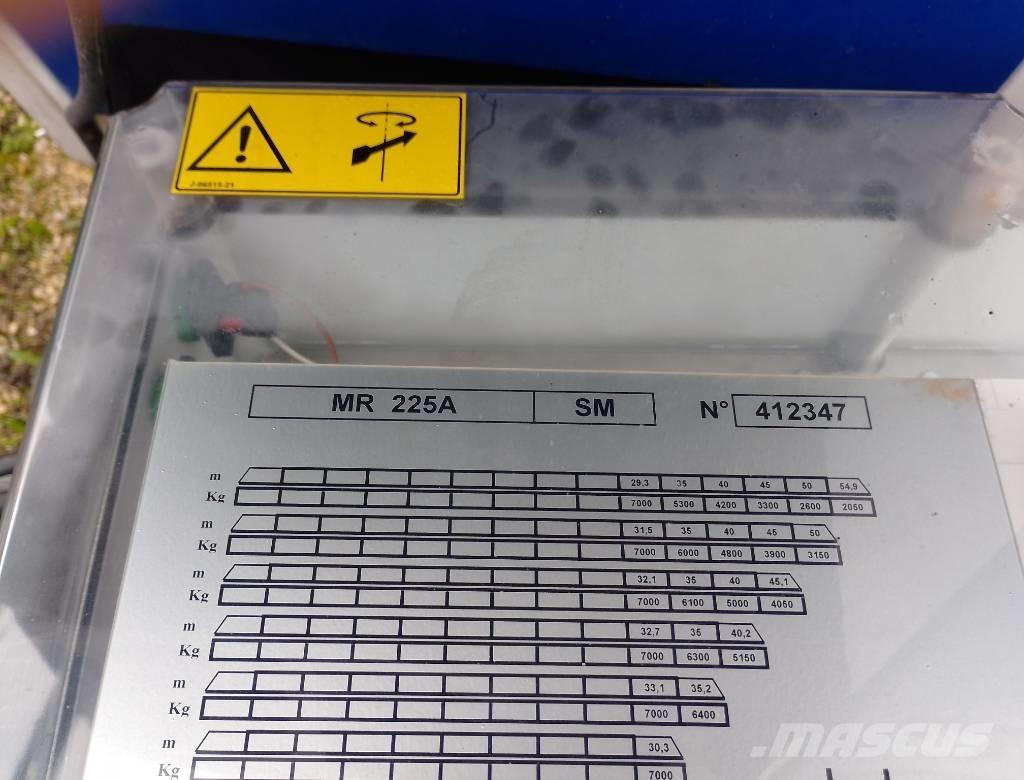 J-96515-21
MR 225A SM N° 412347
m 29,3 35 40 45 50 54,9
Kg 7000 5300 4200 3300 2600 2050
m 31,5 35 40 45 50
Kg 7000 6000 4800 3900 3150
m 32,1 35 40 45,1
Kg 7000 6100 5000 4050
m 32,7 35 40,2
Kg 7000 6300 5150
m 33,1 35,2
Kg 7000 6400
m 30,3
Kg 7000
MASCUS